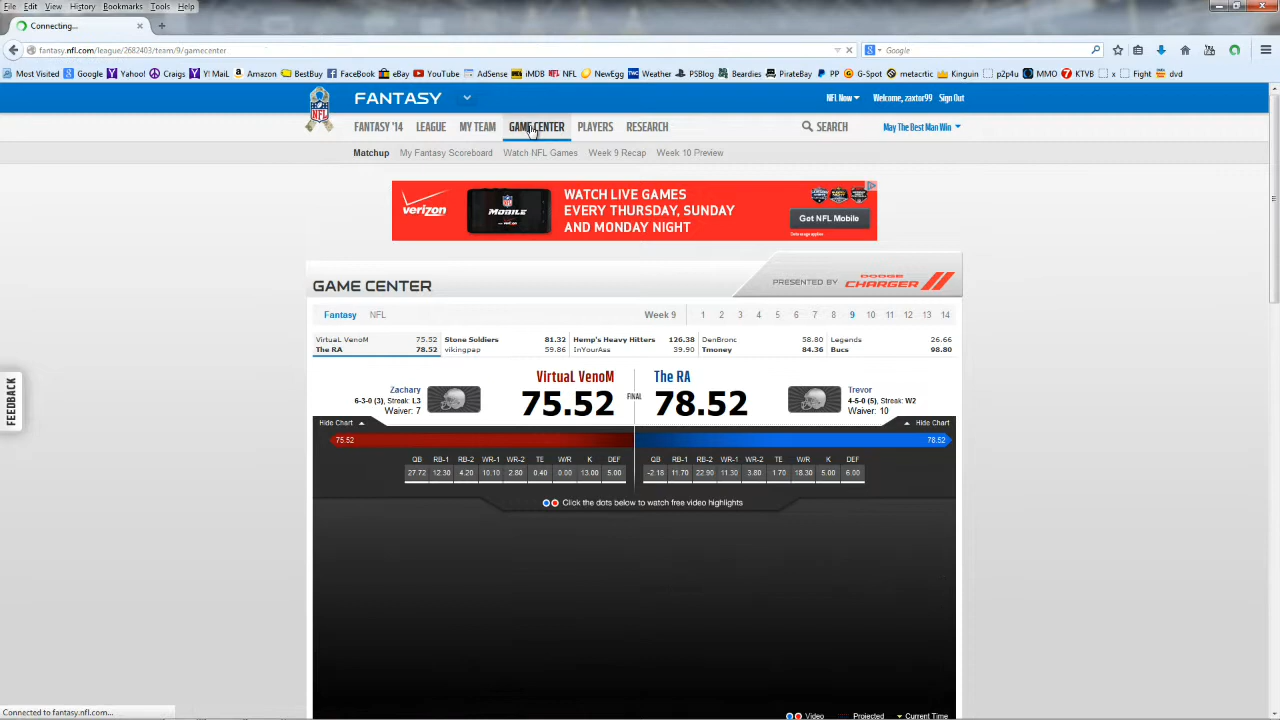 File Edit View History Bookmarks Tools Help
Connecting...
fantasy.nfl.com/league/2682403/team/9/gamecenter
Google
Most Visited Google Yahoo! Craigs Y! MaiL Amazon BestBuy FaceBook eBay YouTube AdSense iMDB NFL NewEgg Weather PSBlog Beardies PirateBay PP G-Spot metacrtic Kinguin p2p4u MMO KTVB x Fight dvd
NFL
FANTASY
NFL Now Welcome, zaxtor99 Sign Out
FANTASY '14 LEAGUE MY TEAM GAME CENTER PLAYERS RESEARCH SEARCH May The Best Man Win
Matchup My Fantasy Scoreboard Watch NFL Games Week 9 Recap Week 10 Preview
verizon
NFL MOBILE
WATCH LIVE GAMES
EVERY THURSDAY, SUNDAY
AND MONDAY NIGHT
Get NFL Mobile
Data usage applies
GAME CENTER
PRESENTED BY DODGE CHARGER
Fantasy NFL Week 9 1 2 3 4 5 6 7 8 9 10 11 12 13 14
VirtuaL VenoM 75.52 Stone Soldiers 81.32 Hemp's Heavy Hitters 126.38 DenBronc 58.80 Legends 26.66
The RA 78.52 vikingpap 59.86 InYourAss 39.90 Tmoney 84.36 Bucs 98.80
VirtuaL VenoM The RA
Zachary
6-3-0 (3), Streak: L3
Waiver: 7
75.52 FINAL 78.52
Trevor
4-5-0 (5), Streak: W2
Waiver: 10
Hide Chart Hide Chart
75.52 78.52
QB RB-1 RB-2 WR-1 WR-2 TE W/R K DEF QB RB-1 RB-2 WR-1 WR-2 TE W/R K DEF
27.72 12.30 4.20 10.10 2.80 0.40 0.00 13.00 5.00 -2.18 11.70 22.90 11.30 3.80 1.70 18.30 5.00 6.00
Click the dots below to watch free video highlights
FEEDBACK
Video Projected Current Time
Connected to fantasy.nfl.com...